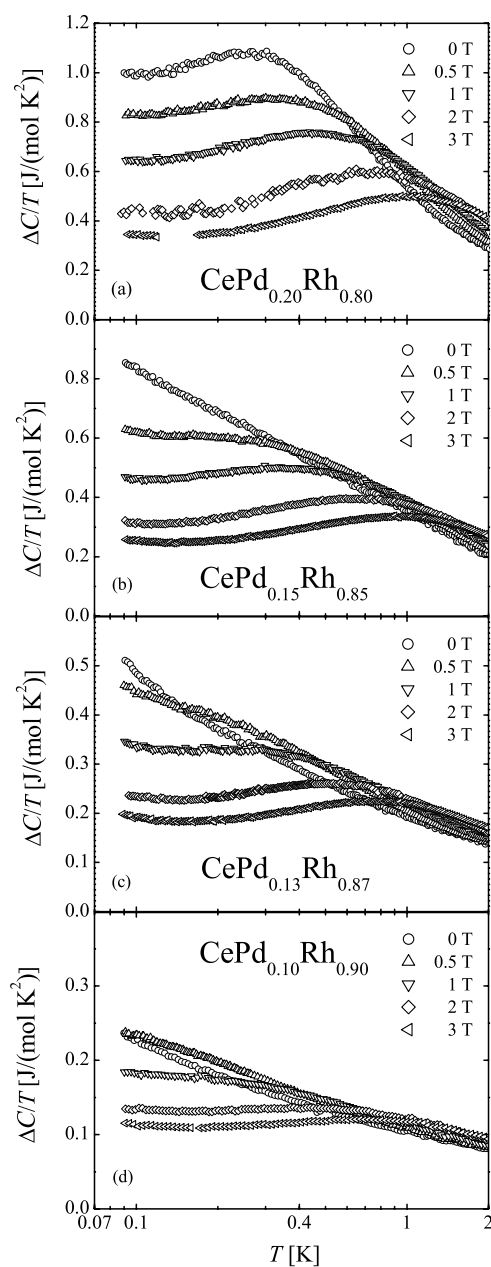 1.2
1.0
0.8
0.6
0.4
0.2
0.0
ΔC/T [J/(mol K²)]
0 T
0.5 T
1 T
2 T
3 T
(a)
CePd₀.₂₀Rh₀.₈₀
0.8
0.6
0.4
0.2
0.0
ΔC/T [J/(mol K²)]
0 T
0.5 T
1 T
2 T
3 T
(b)
CePd₀.₁₅Rh₀.₈₅
0.5
0.4
0.3
0.2
0.1
0.0
ΔC/T [J/(mol K²)]
0 T
0.5 T
1 T
2 T
3 T
(c)
CePd₀.₁₃Rh₀.₈₇
0.3
0.2
0.1
0.0
ΔC/T [J/(mol K²)]
CePd₀.₁₀Rh₀.₉₀
0 T
0.5 T
1 T
2 T
3 T
(d)
0.07 0.1 0.4 1 2
T [K]